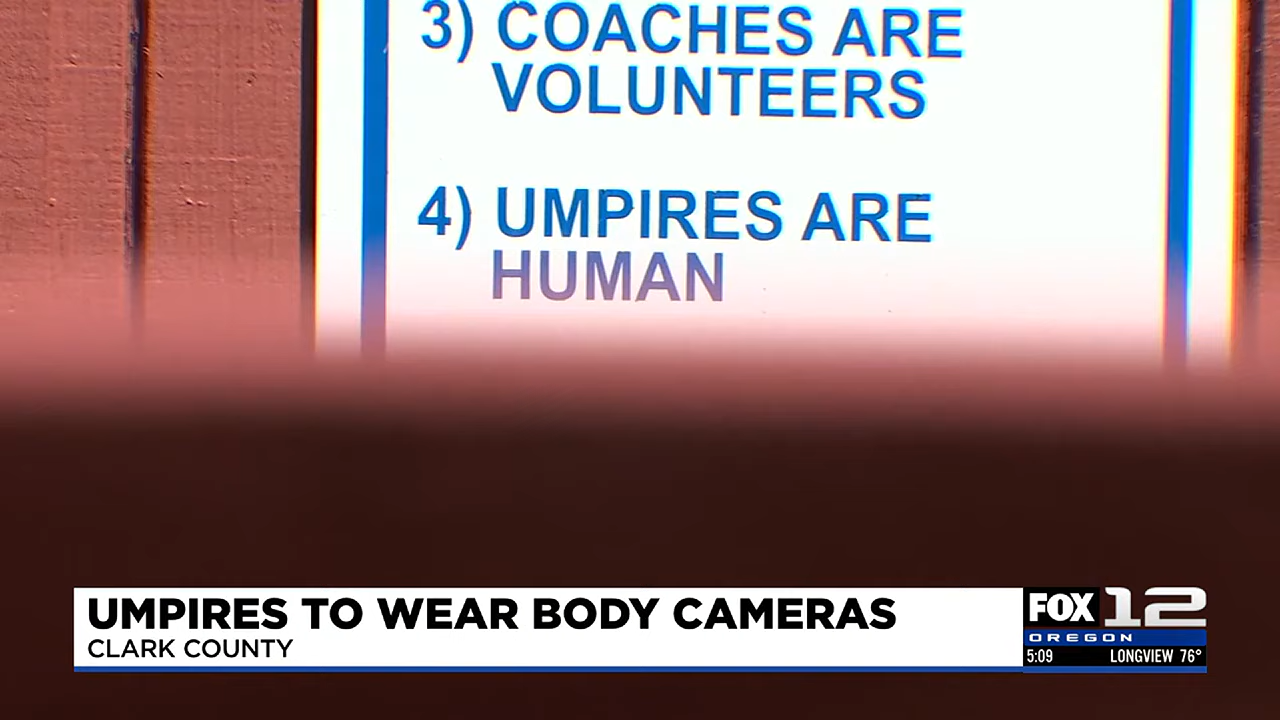 3) COACHES ARE
VOLUNTEERS
4) UMPIRES ARE
HUMAN
UMPIRES TO WEAR BODY CAMERAS
CLARK COUNTY
FOX 12
OREGON
5:09 LONGVIEW 76°